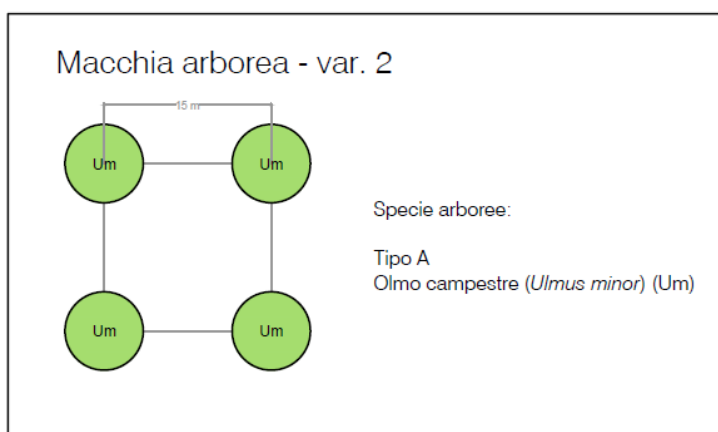 Macchia arborea - var. 2
15 m
Um Um
Specie arboree:
Tipo A
Olmo campestre (Ulmus minor) (Um)
Um Um